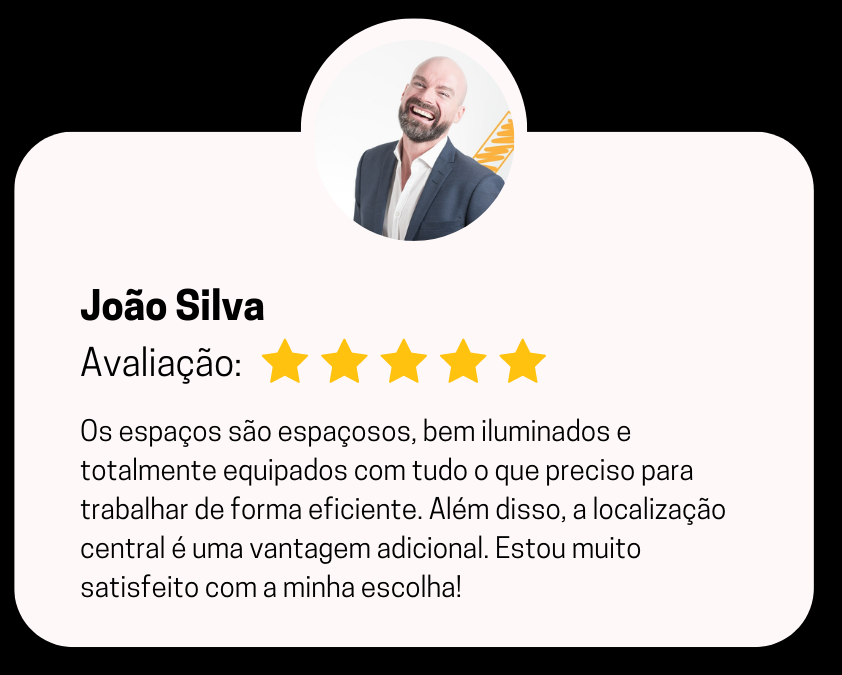 João Silva
Avaliação:
Os espaços são espaçosos, bem iluminados e
totalmente equipados com tudo o que preciso para
trabalhar de forma eficiente. Além disso, a localização
central é uma vantagem adicional. Estou muito
satisfeito com a minha escolha!